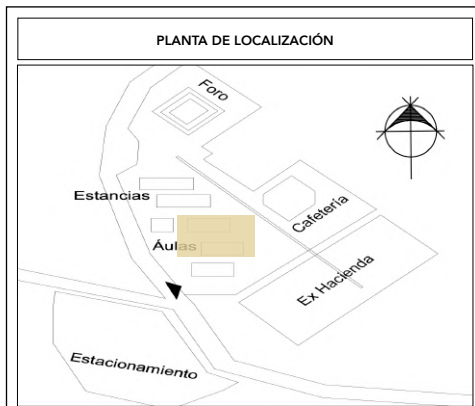 PLANTA DE LOCALIZACIÓN
Foro
Estancias
Cafetería
Áulas
Ex Hacienda
Estacionamiento